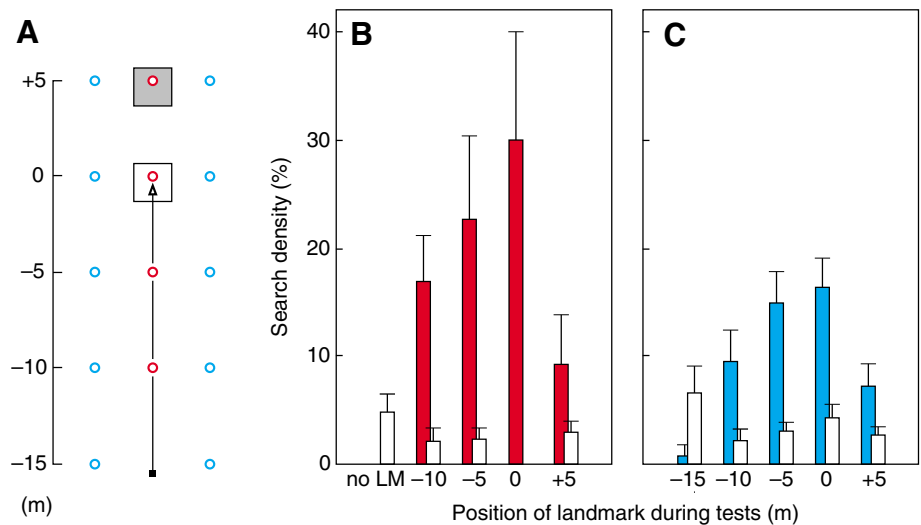 A
+5
0
−5
−10
−15
(m)
B
Search density (%)
40
30
20
10
0
no LM −10 −5 0 +5
C
−15 −10 −5 0 +5
Position of landmark during tests (m)